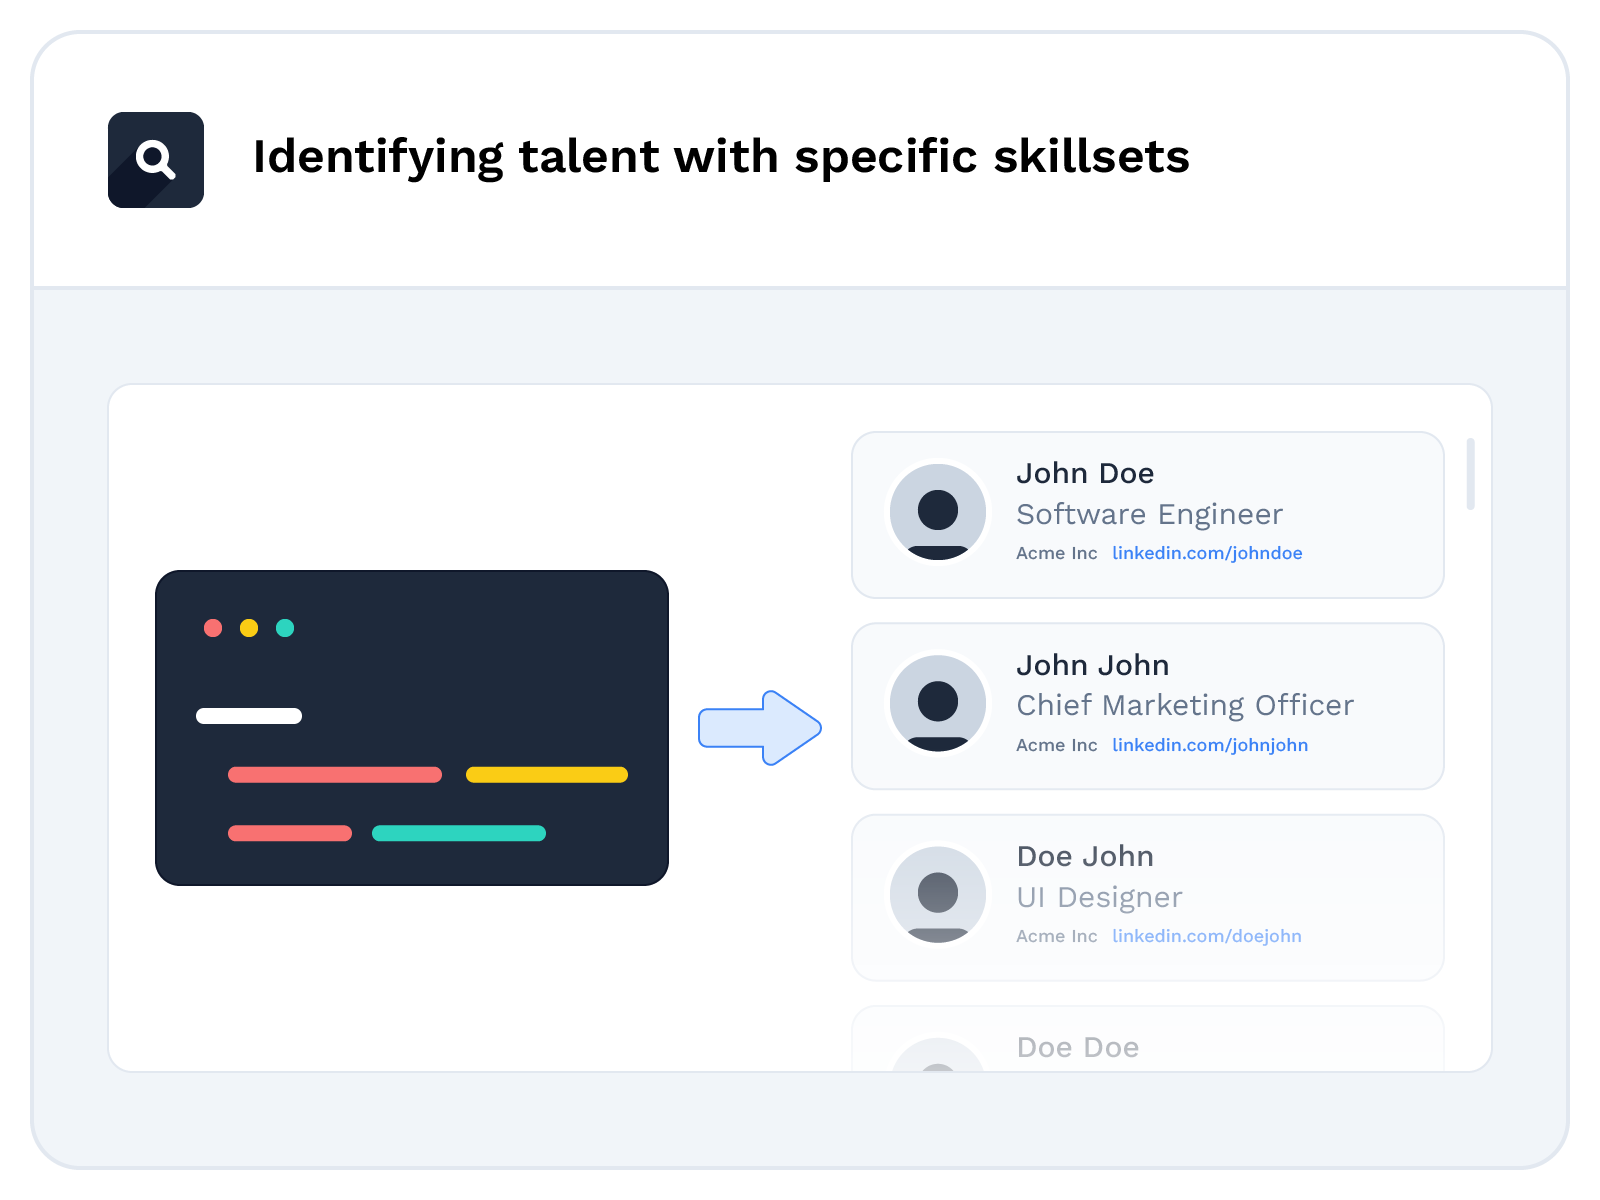 Identifying talent with specific skillsets
John Doe
Software Engineer
Acme Inc linkedin.com/johndoe
John John
Chief Marketing Officer
Acme Inc linkedin.com/johnjohn
Doe John
UI Designer
Acme Inc linkedin.com/doejohn
Doe Doe